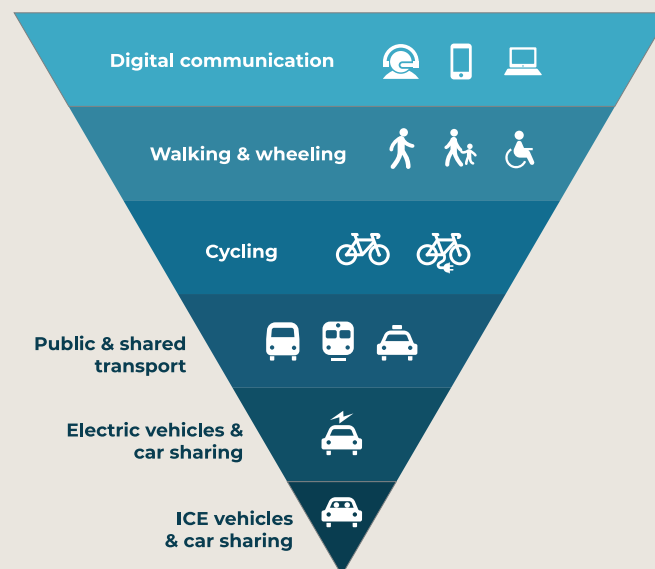 Digital communication
Walking & wheeling
Cycling
Public & shared
transport
Electric vehicles &
car sharing
ICE vehicles
& car sharing